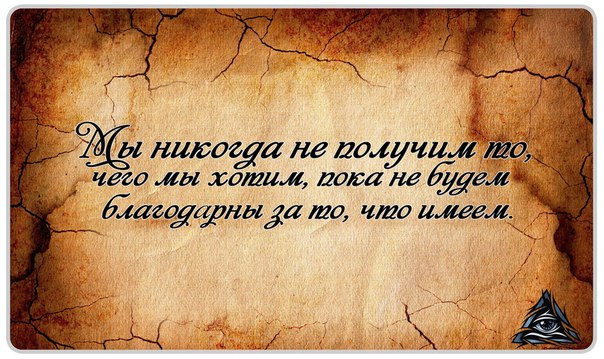 Мы никогда не получим то,
чего мы хотим, пока не будем
благодарны за то, что имеем.